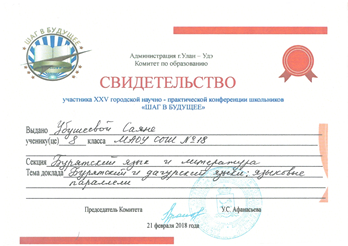 ШАГ В БУДУЩЕЕ
Администрация г.Улан – Удэ
Комитет по образованию
СВИДЕТЕЛЬСТВО
участника XXV городской научно - практической конференции школьников
«ШАГ В БУДУЩЕЕ»
Выдано Убушеевой Саяне
ученику(це) 8 класса МАОУ СОШ №18
Секция Бурятский язык и литература
Тема доклада Бурятский и дагурский языки; языковые
параллели
Председатель Комитета У.С. Афанасьева
21 февраля 2018 года